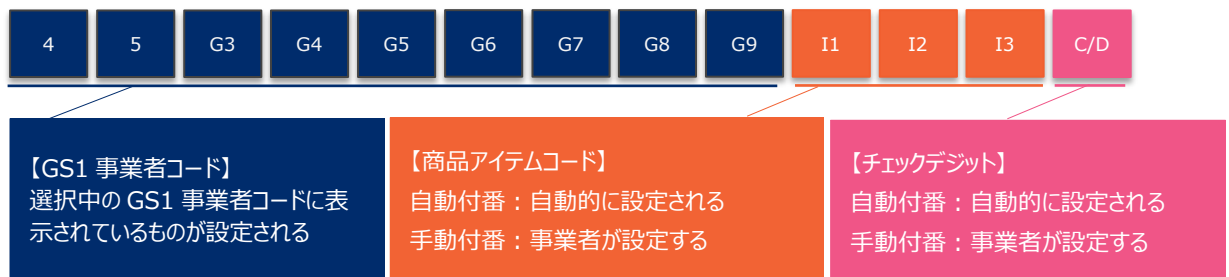 4 5 G3 G4 G5 G6 G7 G8 G9 I1 I2 I3 C/D
【GS1 事業者コード】
選択中の GS1 事業者コードに表
示されているものが設定される
【商品アイテムコード】
自動付番：自動的に設定される
手動付番：事業者が設定する
【チェックデジット】
自動付番：自動的に設定される
手動付番：事業者が設定する